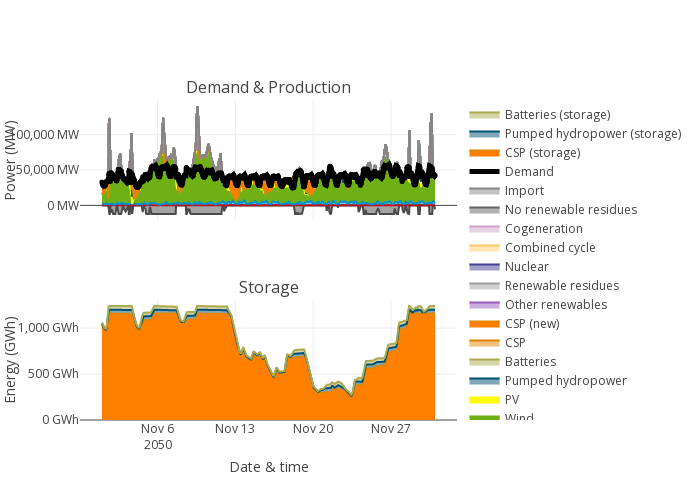 Demand & Production
Power (MW)
00,000 MW
50,000 MW
0 MW
Storage
Energy (GWh)
1,000 GWh
500 GWh
0 GWh
Nov 6
2050
Nov 13
Nov 20
Nov 27
Date & time
Batteries (storage)
Pumped hydropower (storage)
CSP (storage)
Demand
Import
No renewable residues
Cogeneration
Combined cycle
Nuclear
Renewable residues
Other renewables
CSP (new)
CSP
Batteries
Pumped hydropower
PV
Wind